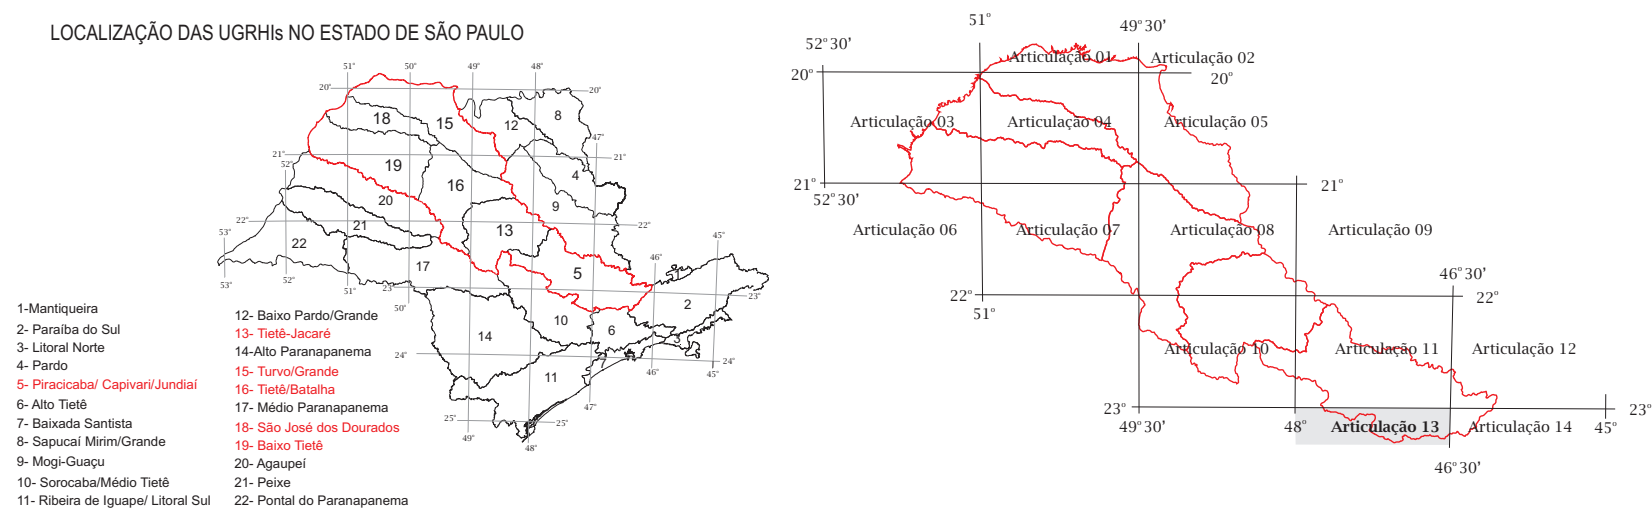 LOCALIZAÇÃO DAS UGRHIs NO ESTADO DE SÃO PAULO
51°
50°
49°
48°
20°
20°
18
15
12
8
47°
21°
21°
52°
19
16
4
20
9
22°
22°
53°
21
22
13
45°
17
5
46°
1
53°
52°
51°
23°
23°
50°
2
10
6
14
3
7
24°
24°
46°
45°
11
47°
25°
25°
49°
48°
1-Mantiqueira
2- Paraíba do Sul
3- Litoral Norte
4- Pardo
5- Piracicaba/ Capivari/Jundiaí
6- Alto Tietê
7- Baixada Santista
8- Sapucaí Mirim/Grande
9- Mogi-Guaçu
10- Sorocaba/Médio Tietê
11- Ribeira de Iguape/ Litoral Sul
12- Baixo Pardo/Grande
13- Tietê-Jacaré
14-Alto Paranapanema
15- Turvo/Grande
16- Tietê/Batalha
17- Médio Paranapanema
18- São José dos Dourados
19- Baixo Tietê
20- Agaupeí
21- Peixe
22- Pontal do Paranapanema
51°
49°30’
52°30’
Articulação 01
Articulação 02
20°
20°
Articulação 03
Articulação 04
Articulação 05
21°
21°
52°30’
Articulação 06
Articulação 07
Articulação 08
Articulação 09
46°30’
22°
22°
51°
Articulação 10
Articulação 11
Articulação 12
23°
23°
49°30’
48°
Articulação 13
Articulação 14
45°
46°30’